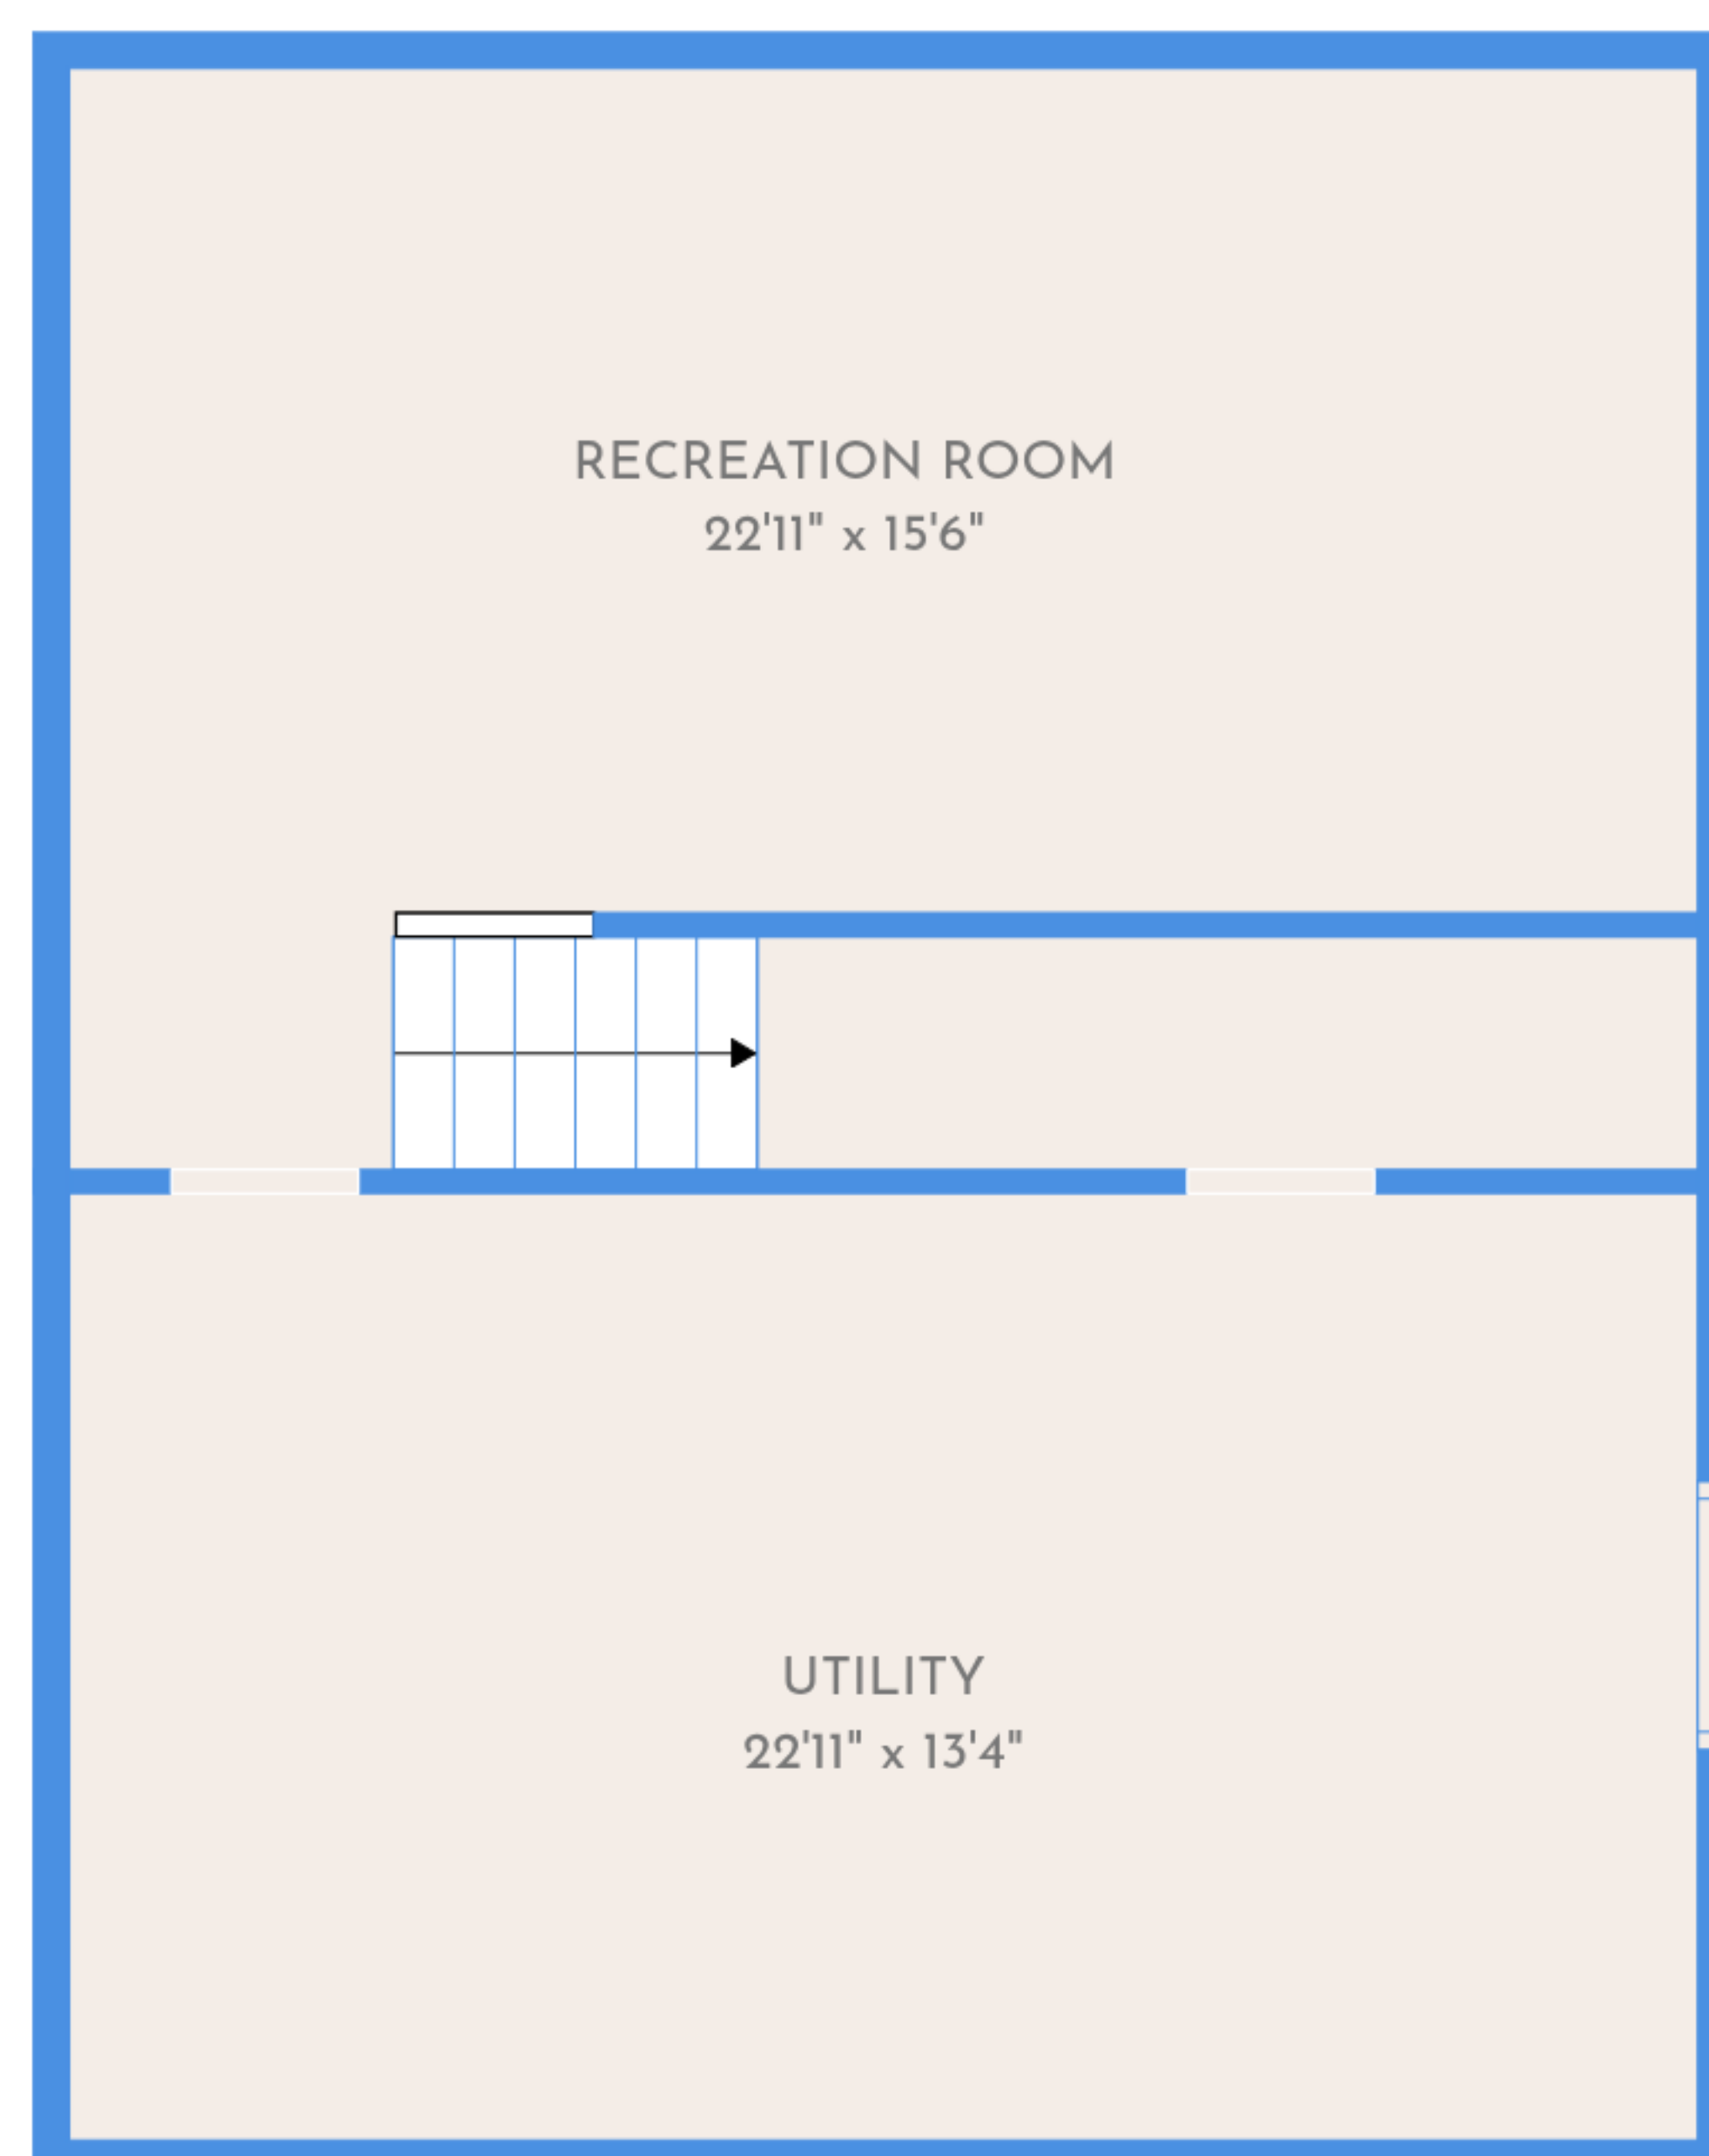 RECREATION ROOM
22'11" x 15'6"
UTILITY
22'11" x 13'4"